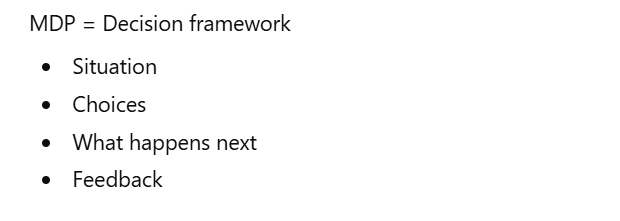 MDP = Decision framework
• Situation
• Choices
• What happens next
• Feedback